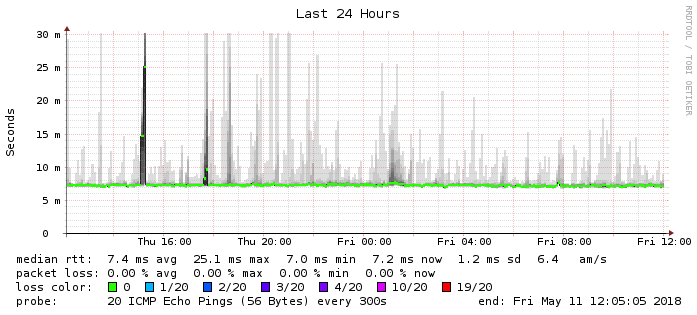 Last 24 Hours
RRDTOOL / TOBI OETIKER
Seconds
30 m
25 m
20 m
15 m
10 m
5 m
0
Thu 16:00 Thu 20:00 Fri 00:00 Fri 04:00 Fri 08:00 Fri 12:00
median rtt: 7.4 ms avg 25.1 ms max 7.0 ms min 7.2 ms now 1.2 ms sd 6.4 am/s
packet loss: 0.00 % avg 0.00 % max 0.00 % min 0.00 % now
loss color: 0 1/20 2/20 3/20 4/20 10/20 19/20
probe: 20 ICMP Echo Pings (56 Bytes) every 300s end: Fri May 11 12:05:05 2018